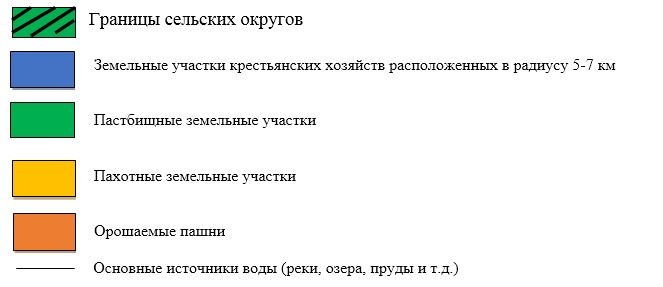 Границы сельских округов
Земельные участки крестьянских хозяйств расположенных в радиусу 5-7 км
Пастбищные земельные участки
Пахотные земельные участки
Орошаемые пашни
Основные источники воды (реки, озера, пруды и т.д.)